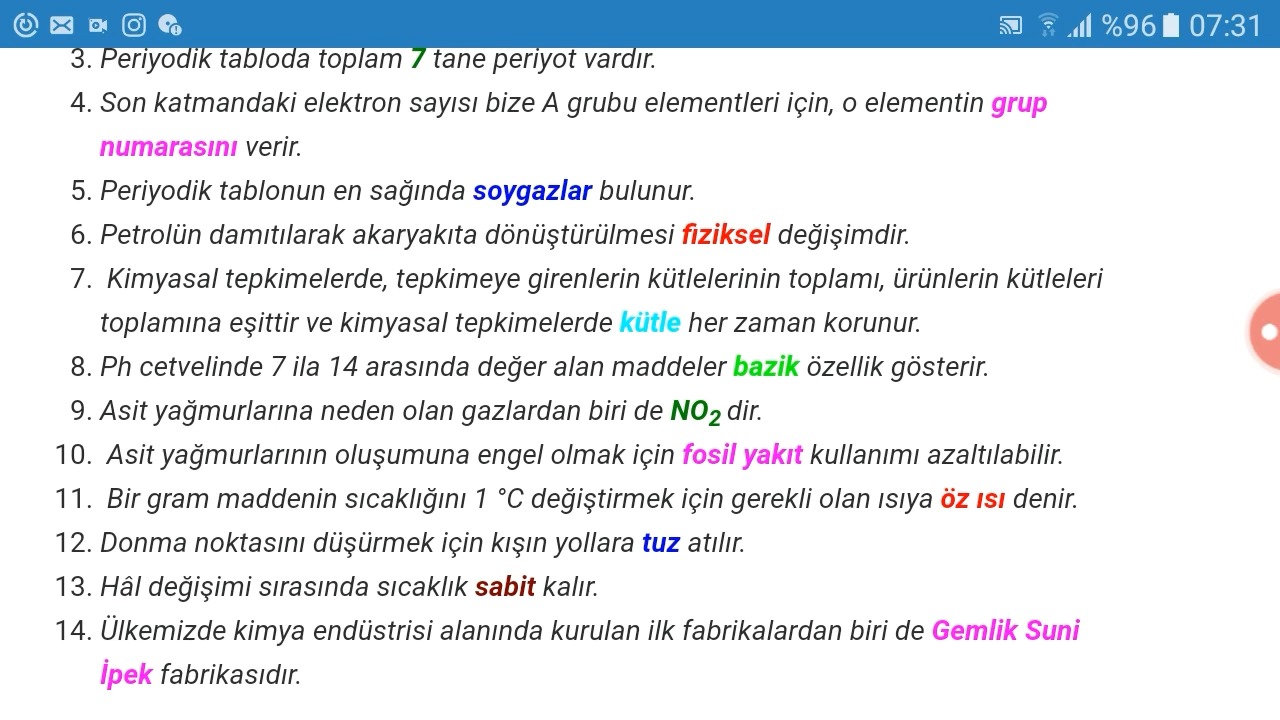 %96 07:31
3. Periyodik tabloda toplam 7 tane periyot vardır.
4. Son katmandaki elektron sayısı bize A grubu elementleri için, o elementin grup
numarasını verir.
5. Periyodik tablonun en sağında soygazlar bulunur.
6. Petrolün damıtılarak akaryakıta dönüştürülmesi fiziksel değişimdir.
7. Kimyasal tepkimelerde, tepkimeye girenlerin kütlelerinin toplamı, ürünlerin kütleleri
toplamına eşittir ve kimyasal tepkimelerde kütle her zaman korunur.
8. Ph cetvelinde 7 ila 14 arasında değer alan maddeler bazik özellik gösterir.
9. Asit yağmurlarına neden olan gazlardan biri de NO₂ dir.
10. Asit yağmurlarının oluşumuna engel olmak için fosil yakıt kullanımı azaltılabilir.
11. Bir gram maddenin sıcaklığını 1 °C değiştirmek için gerekli olan ısıya öz ısı denir.
12. Donma noktasını düşürmek için kışın yollara tuz atılır.
13. Hâl değişimi sırasında sıcaklık sabit kalır.
14. Ülkemizde kimya endüstrisi alanında kurulan ilk fabrikalardan biri de Gemlik Suni
İpek fabrikasıdır.